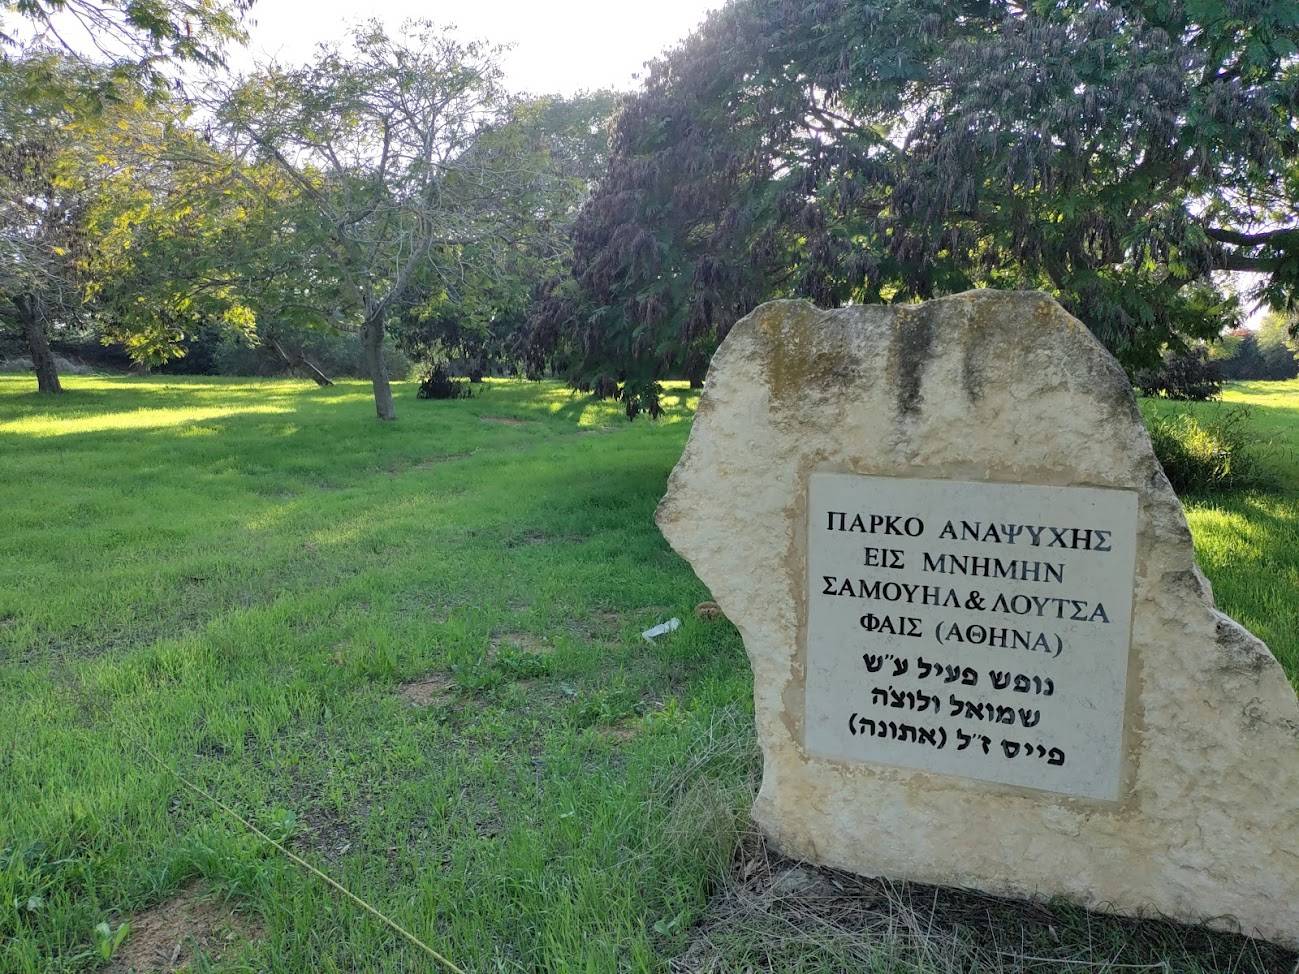 ΠΑΡΚΟ ΑΝΑΨΥΧΗΣ
ΕΙΣ ΜΝΗΜΗΝ
ΣΑΜΟΥΗΛ & ΛΟΥΤΣΑ
ΦΑΙΣ (ΑΘΗΝΑ)
נופש פעיל ע"ש
שמואל ולוצ'ה
פייס ז"ל (אתונה)